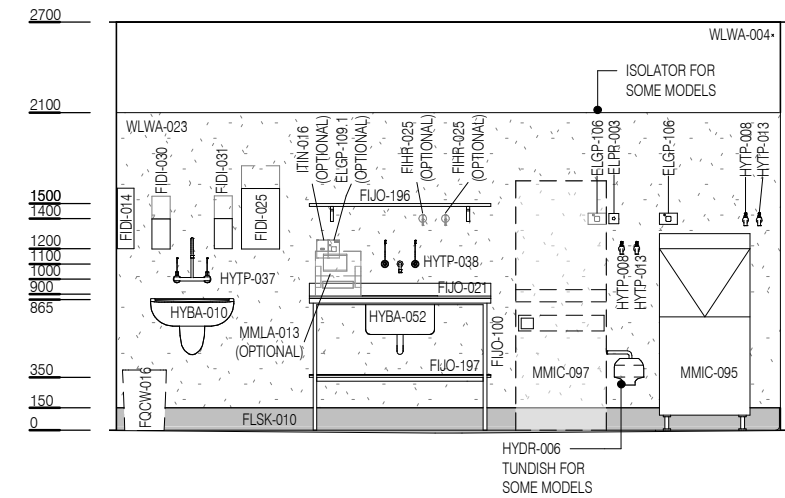 2700
WLWA-004*
ISOLATOR FOR
SOME MODELS
2100
WLWA-023
FIDI-014
FIDI-030
FIDI-031
FIDI-025
ITIN-016
(OPTIONAL)
ELGP-109.1
(OPTIONAL)
FIHR-025
(OPTIONAL)
FIHR-025
(OPTIONAL)
ELGP-106
ELPR-003
ELGP-106
HYTP-008
HYTP-013
FIJO-196
1500
1400
1200
1100
1000
900
865
350
150
0
HYTP-037
HYTP-038
HYTP-008
HYTP-013
FIJO-021
HYBA-010
HYBA-052
MMLA-013
(OPTIONAL)
FIJO-100
FIJO-197
MMIC-097
MMIC-095
FQCW-016
FLSK-010
HYDR-006
TUNDISH FOR
SOME MODELS